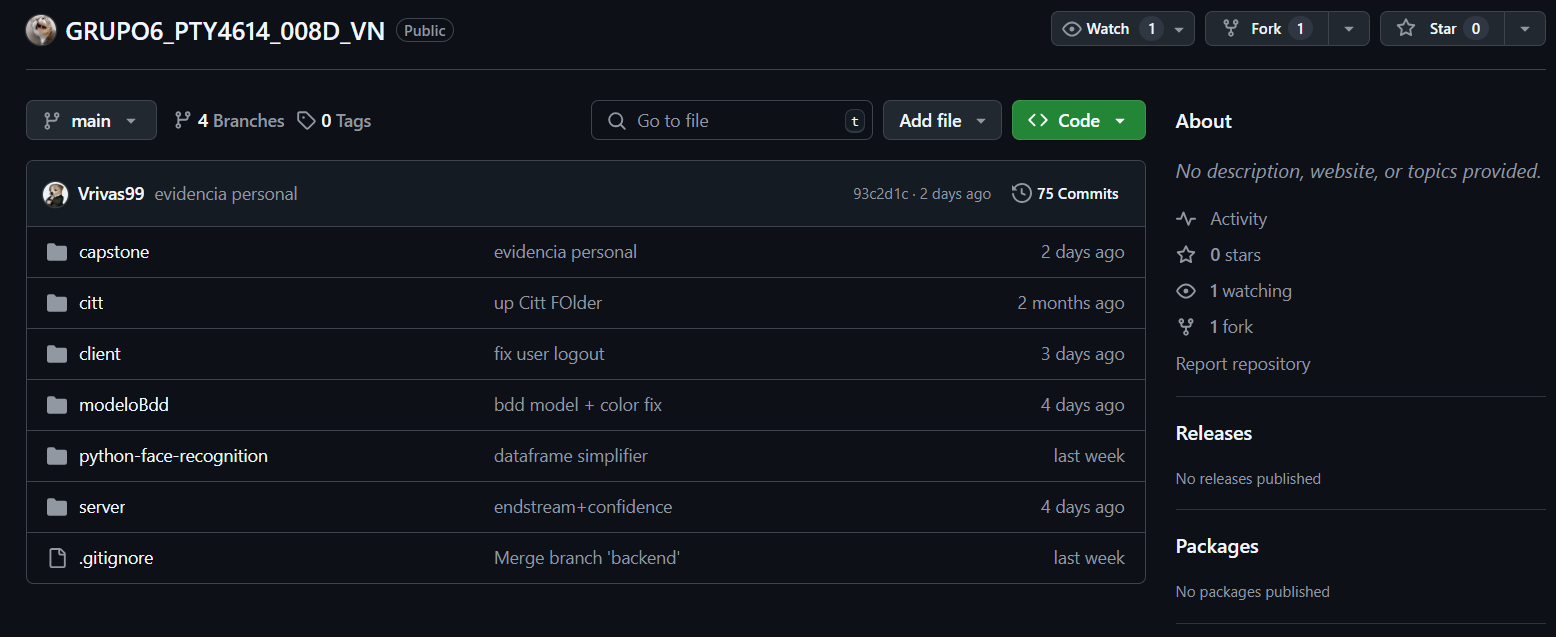 GRUPO6_PTY4614_008D_VN Public Watch 1 Fork 1 Star 0
main 4 Branches 0 Tags Go to file t Add file Code
Vrivas99 evidencia personal 93c2d1c · 2 days ago 75 Commits
capstone evidencia personal 2 days ago
citt up Citt FOlder 2 months ago
client fix user logout 3 days ago
modeloBdd bdd model + color fix 4 days ago
python-face-recognition dataframe simplifier last week
server endstream+confidence 4 days ago
.gitignore Merge branch 'backend' last week
About
No description, website, or topics provided.
Activity
0 stars
1 watching
1 fork
Report repository
Releases
No releases published
Packages
No packages published